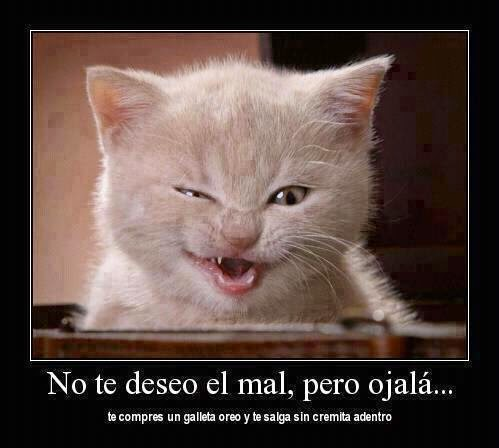 No te deseo el mal, pero ojalá...
te compres un galleta oreo y te salga sin cremita adentro